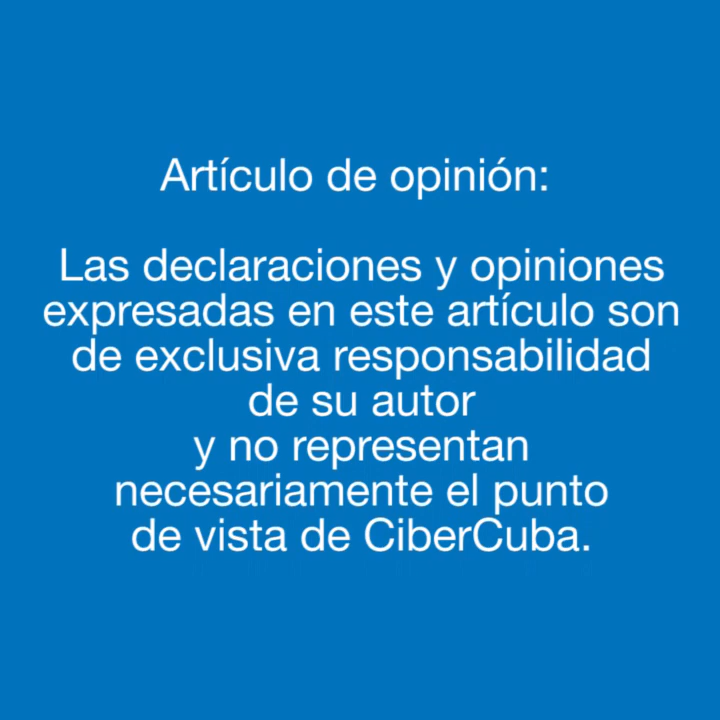 Artículo de opinión:
Las declaraciones y opiniones
expresadas en este artículo son
de exclusiva responsabilidad
de su autor
y no representan
necesariamente el punto
de vista de CiberCuba.